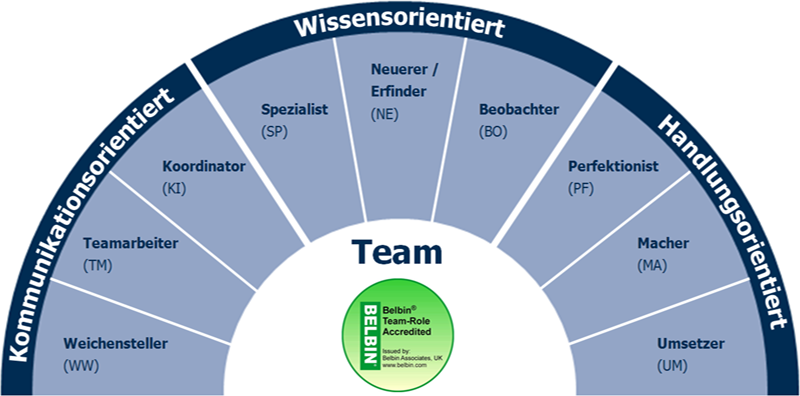 Kommunikationsorientiert
Wissensorientiert
Handlungsorientiert
Weichensteller
(WW)
Teamarbeiter
(TM)
Koordinator
(KI)
Spezialist
(SP)
Neuerer /
Erfinder
(NE)
Beobachter
(BO)
Perfektionist
(PF)
Macher
(MA)
Umsetzer
(UM)
Team
BELBIN®
Belbin®
Team-Role
Accredited
Issued by:
Belbin Associates, UK
www.belbin.com